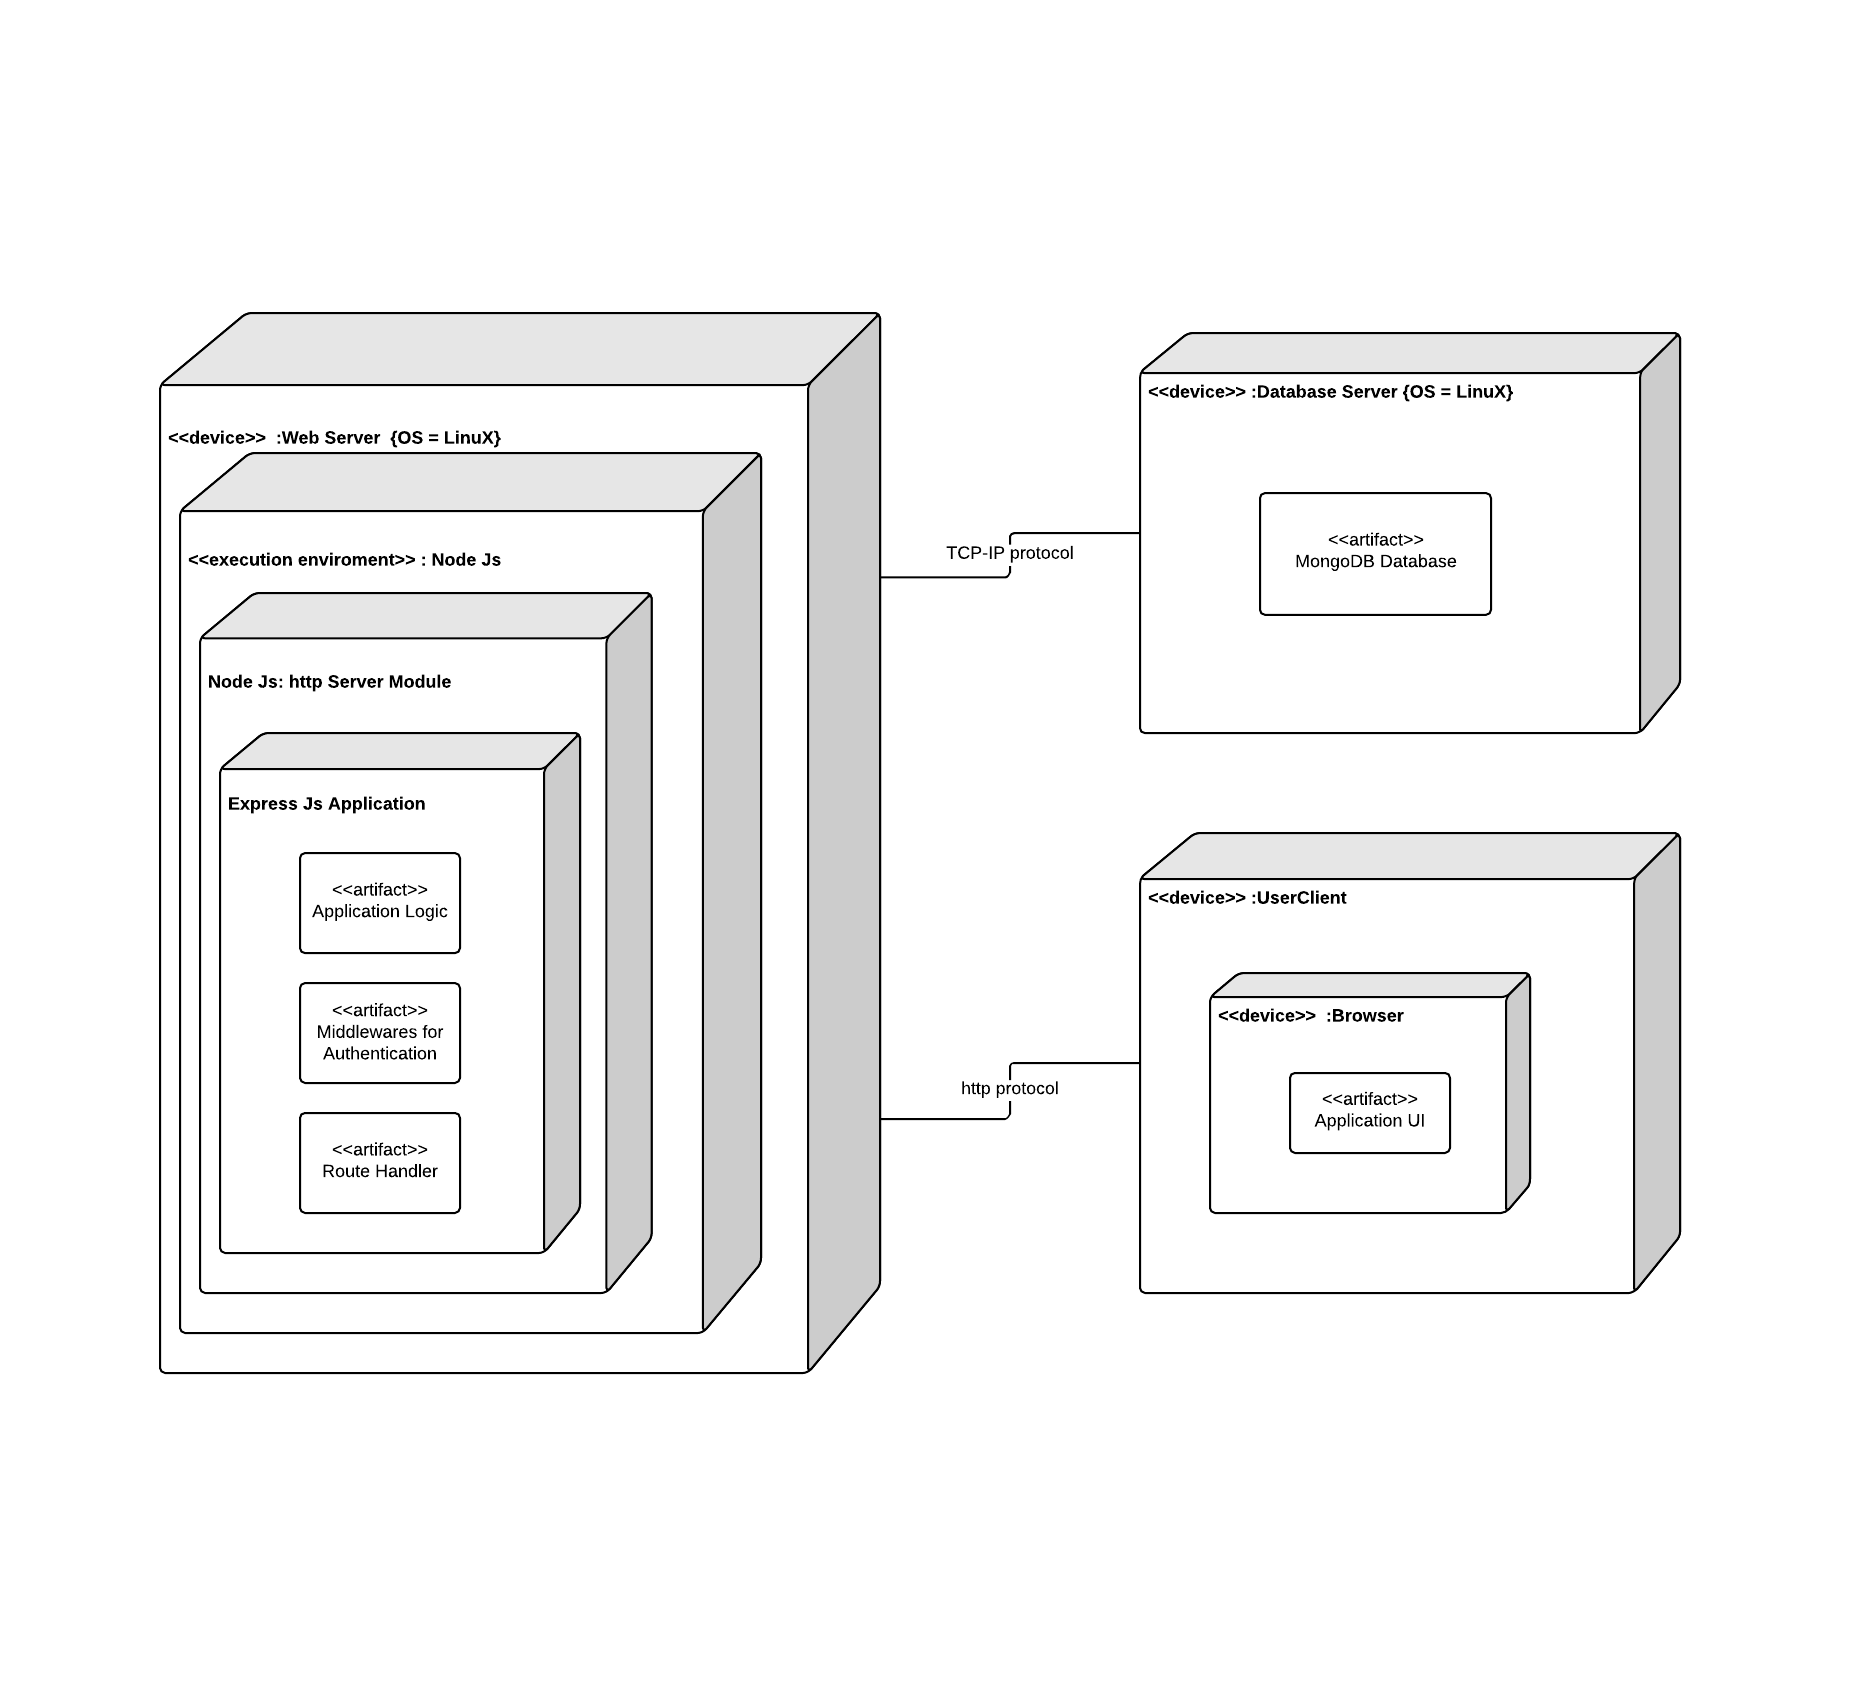 <<device>>  :Web Server  {OS = LinuX}
<<execution enviroment>> : Node Js
Node Js: http Server Module
Express Js Application
<<artifact>>
Application Logic
<<artifact>>
Middlewares for
Authentication
<<artifact>>
Route Handler
TCP-IP protocol
http protocol
<<device>> :Database Server {OS = LinuX}
<<artifact>>
MongoDB Database
<<device>> :UserClient
<<device>>  :Browser
<<artifact>>
Application UI